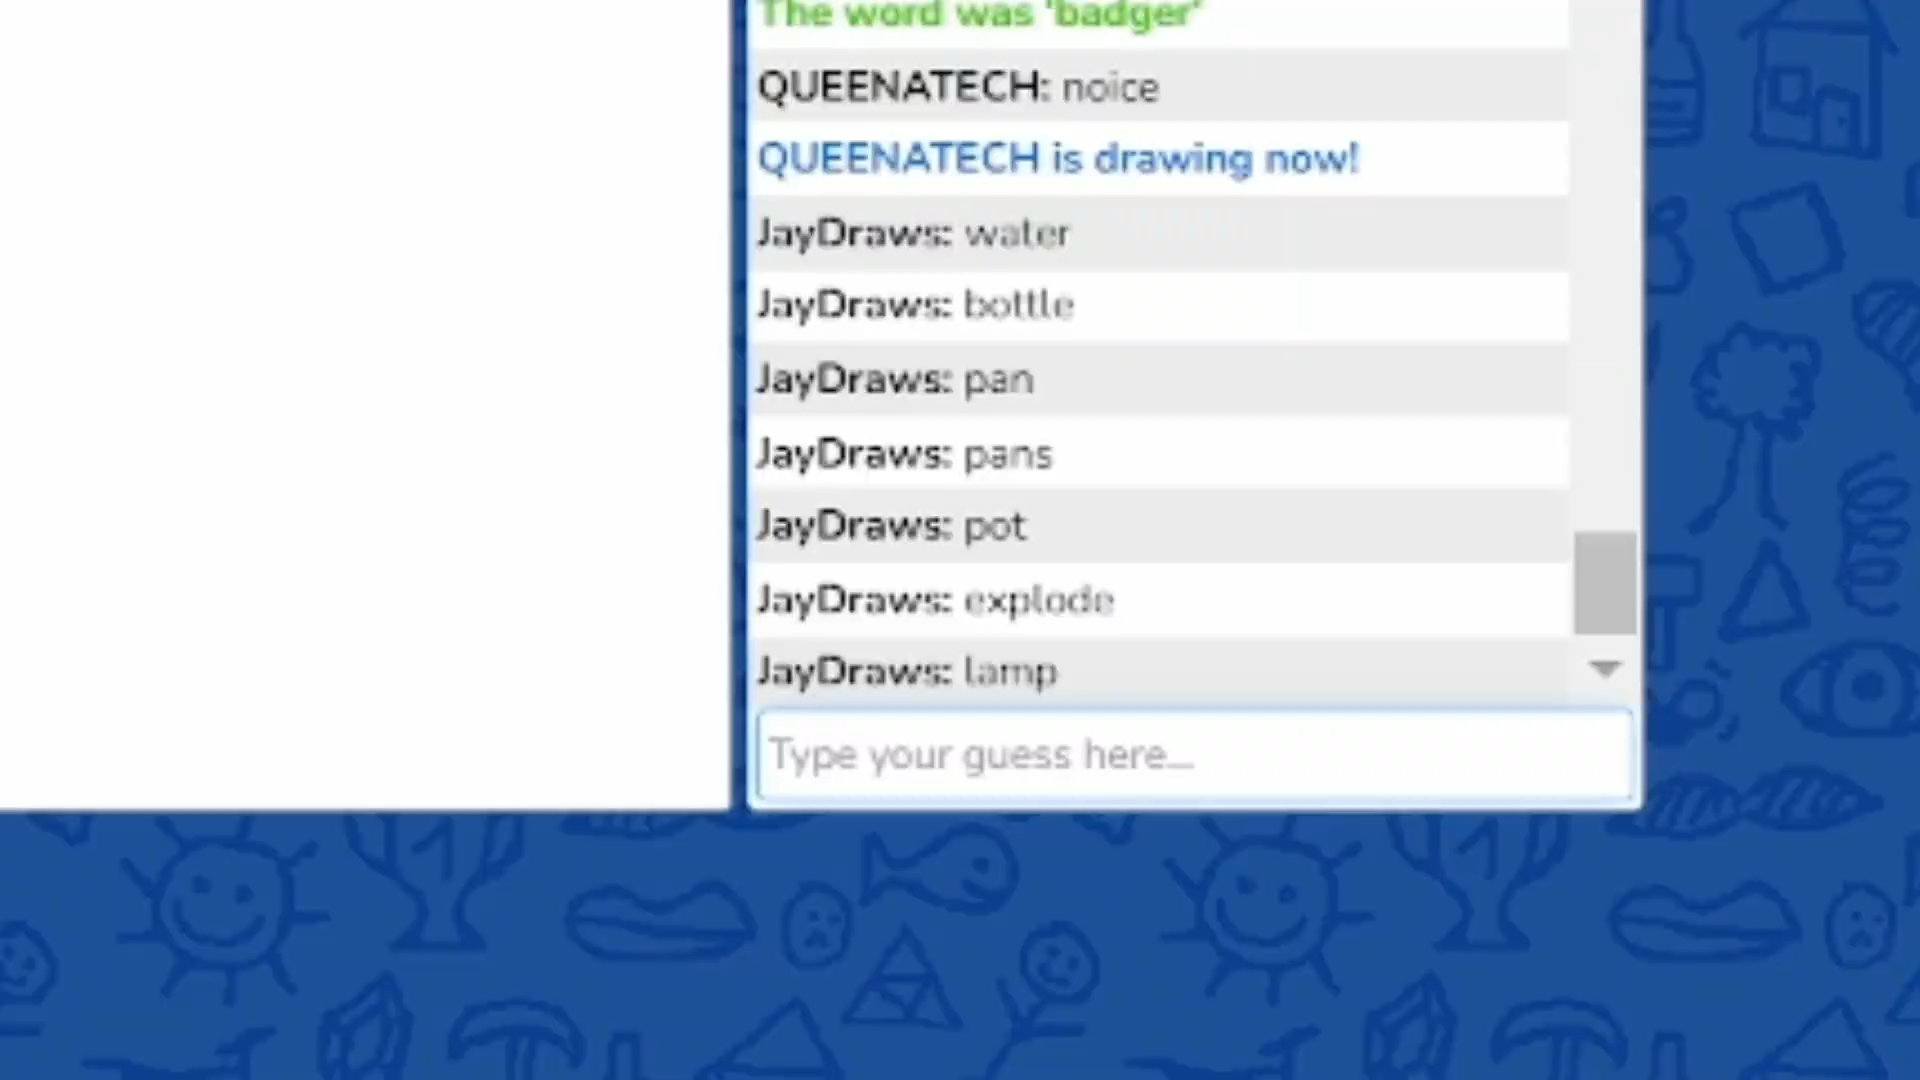 The word was 'badger'
QUEENATECH: noice
QUEENATECH is drawing now!
JayDraws: water
JayDraws: bottle
JayDraws: pan
JayDraws: pans
JayDraws: pot
JayDraws: explode
JayDraws: lamp
Type your guess here...